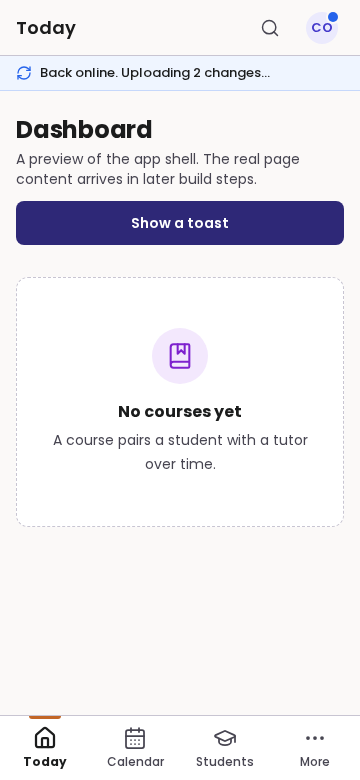 Today
CO
Back online. Uploading 2 changes...
Dashboard
A preview of the app shell. The real page
content arrives in later build steps.
Show a toast
No courses yet
A course pairs a student with a tutor
over time.
Today
Calendar
Students
More